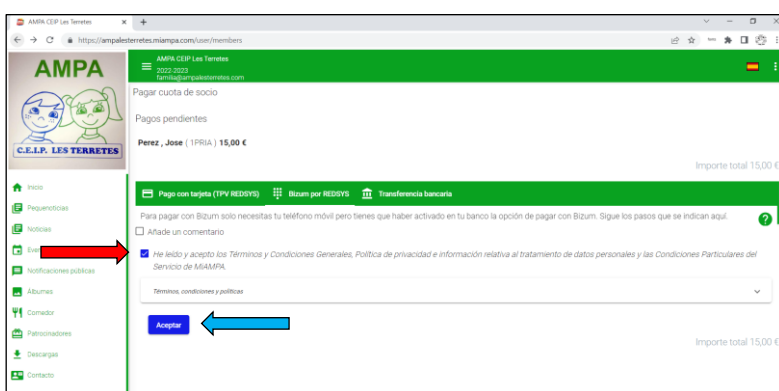 AMPA CEIP Les Terretes
https://ampalesterretes.miampa.com/user/members
AMPA
C.E.I.P. LES TERRETES
AMPA CEIP Les Terretes
2022-2023
familia@ampalesterretes.com
Pagar cuota de socio
Pagos pendientes
Perez , Jose ( 1PRIA ) 15,00 €
Importe total 15,00 €
Pago con tarjeta (TPV REDSYS) Bizum por REDSYS Transferencia bancaria
Para pagar con Bizum solo necesitas tu teléfono móvil pero tienes que haber activado en tu banco la opción de pagar con Bizum. Sigue los pasos que se indican aquí.
Añade un comentario
He leído y acepto los Términos y Condiciones Generales, Política de privacidad e información relativa al tratamiento de datos personales y las Condiciones Particulares del
Servicio de MiAMPA.
Términos, condiciones y políticas
Aceptar
Importe total 15,00 €
Inicio
Pequenoticias
Noticias
Notificaciones públicas
Álbumes
Comedor
Patrocinadores
Descargas
Contacto